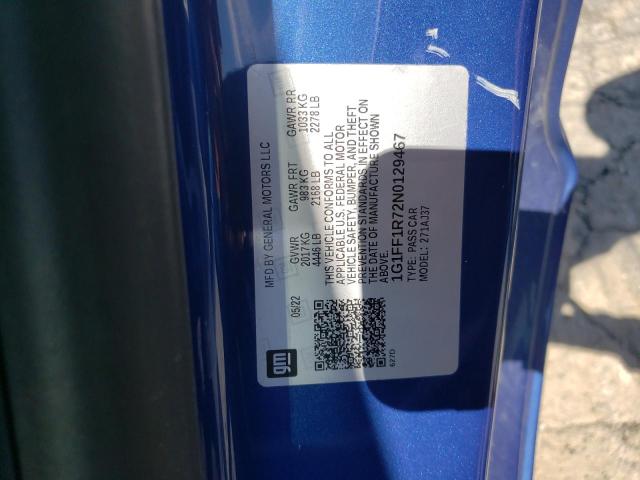 MFD BY GENERAL MOTORS LLC
05/22
GVWR GAWR FRT GAWR RR
2017 KG 983 KG 1033 KG
4446 LB 2168 LB 2278 LB
THIS VEHICLE CONFORMS TO ALL
APPLICABLE U.S. FEDERAL MOTOR
VEHICLE SAFETY, BUMPER, AND THEFT
PREVENTION STANDARDS IN EFFECT ON
THE DATE OF MANUFACTURE SHOWN
ABOVE.
1G1FF1R72N0129467
TYPE: PASS CAR
MODEL: 271AJ37
gm
6Z7D